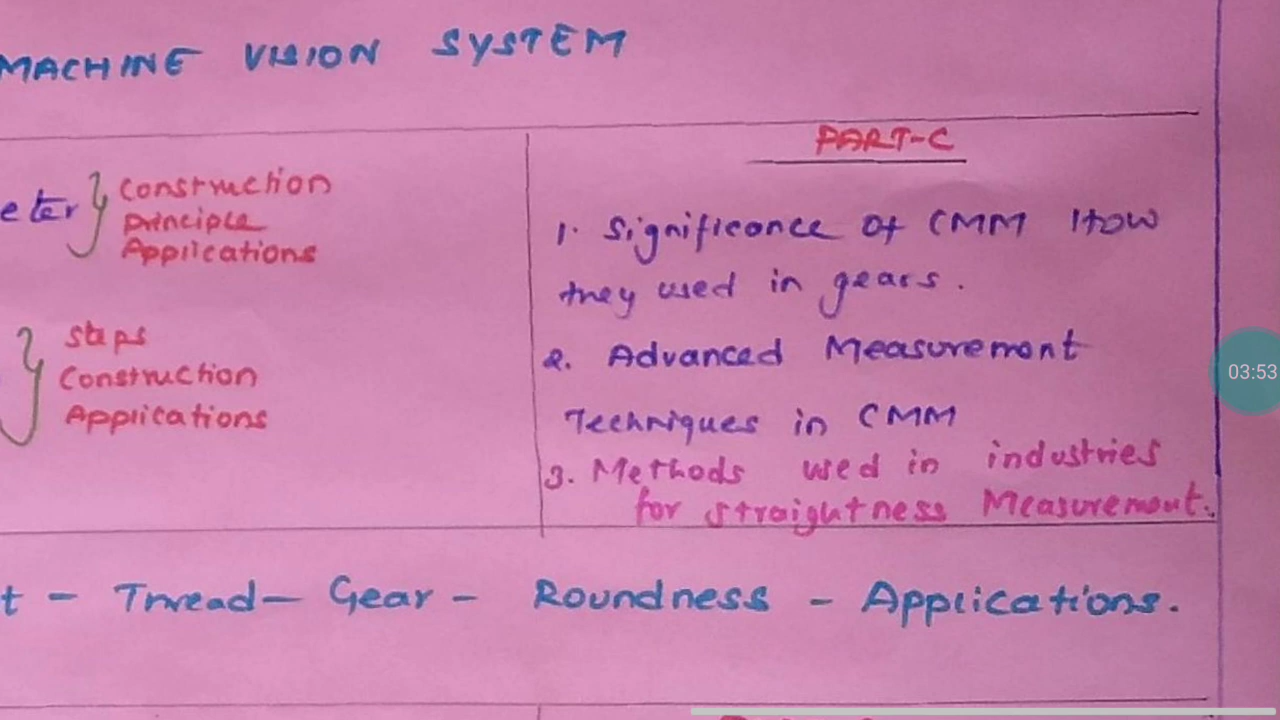 MACHINE VISION SYSTEM
eter } Construction
Principle
Applications
Steps
Construction
Applications
PART-C
1. Significance of CMM How
they used in gears.
2. Advanced Measurement
Techniques in CMM
3. Methods used in industries
for straightness Measurement.
03:53
t - Thread - Gear - Roundness - Applications.